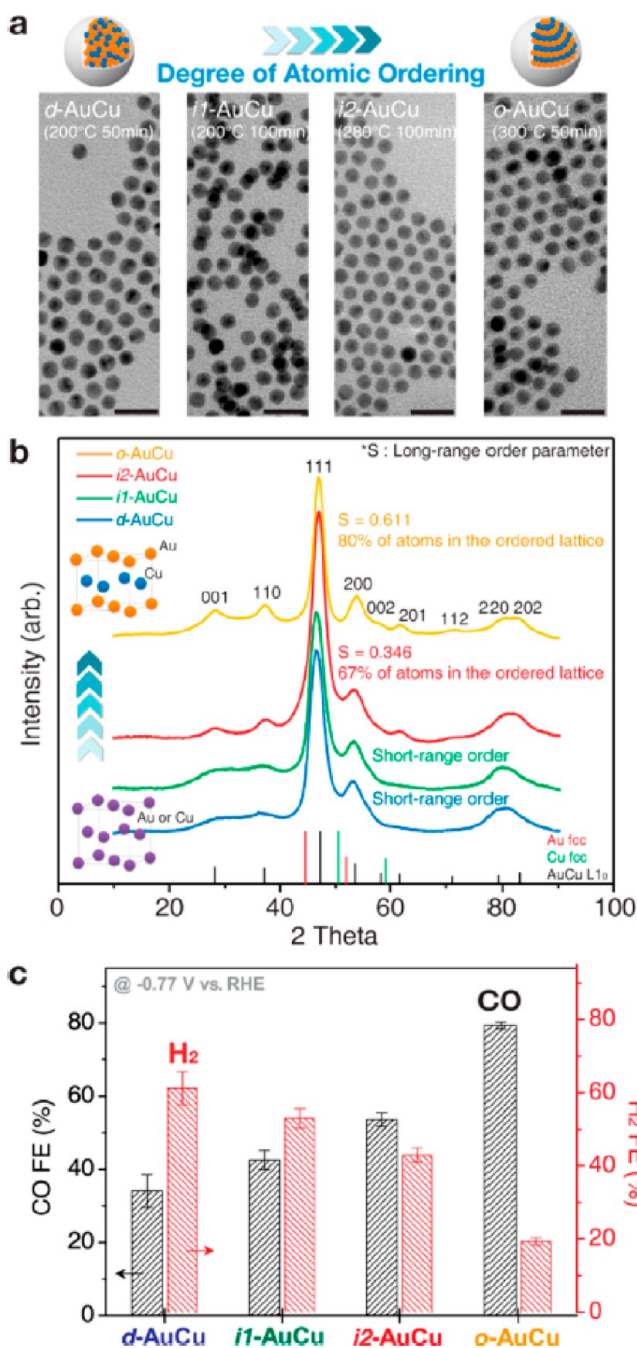 a
Degree of Atomic Ordering
d-AuCu
(200°C 50min)
i1-AuCu
(200°C 100min)
i2-AuCu
(280°C 100min)
o-AuCu
(300°C 50min)
b
o-AuCu
i2-AuCu
i1-AuCu
d-AuCu
*S : Long-range order parameter
111
S = 0.611
80% of atoms in the ordered lattice
Au
Cu
001
110
200
002
201
112
220
202
S = 0.346
67% of atoms in the ordered lattice
Short-range order
Short-range order
Au or Cu
Au fcc
Cu fcc
AuCu L1₀
Intensity (arb.)
0 20 40 60 80 100
2 Theta
c
@ -0.77 V vs. RHE
H₂
CO
80
60
40
20
0
CO FE (%)
80
60
40
20
0
H₂ FE (%)
d-AuCu i1-AuCu i2-AuCu o-AuCu